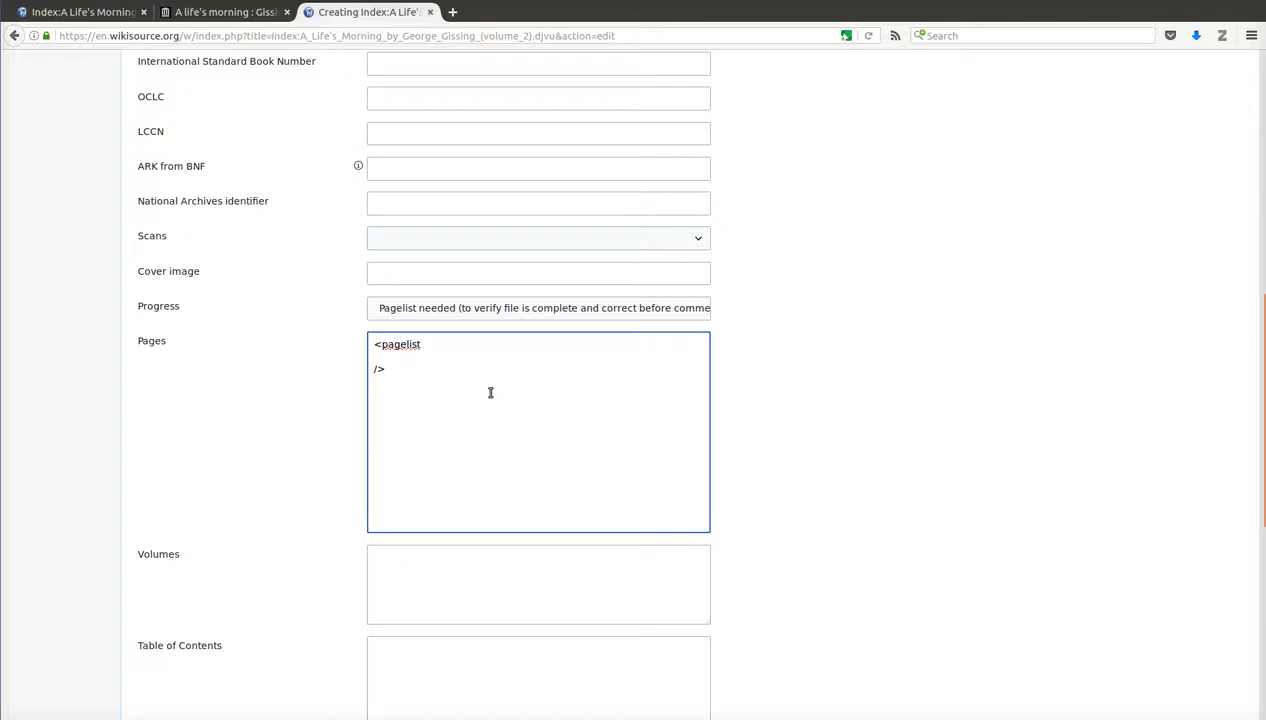 Index:A Life's Morning
A life's morning : Giss
Creating Index:A Life'
https://en.wikisource.org/w/index.php?title=Index:A_Life's_Morning_by_George_Gissing_(volume_2).djvu&action=edit
Search
International Standard Book Number
OCLC
LCCN
ARK from BNF
National Archives identifier
Scans
Cover image
Progress
Pagelist needed (to verify file is complete and correct before comme
Pages
<pagelist
/>
Volumes
Table of Contents